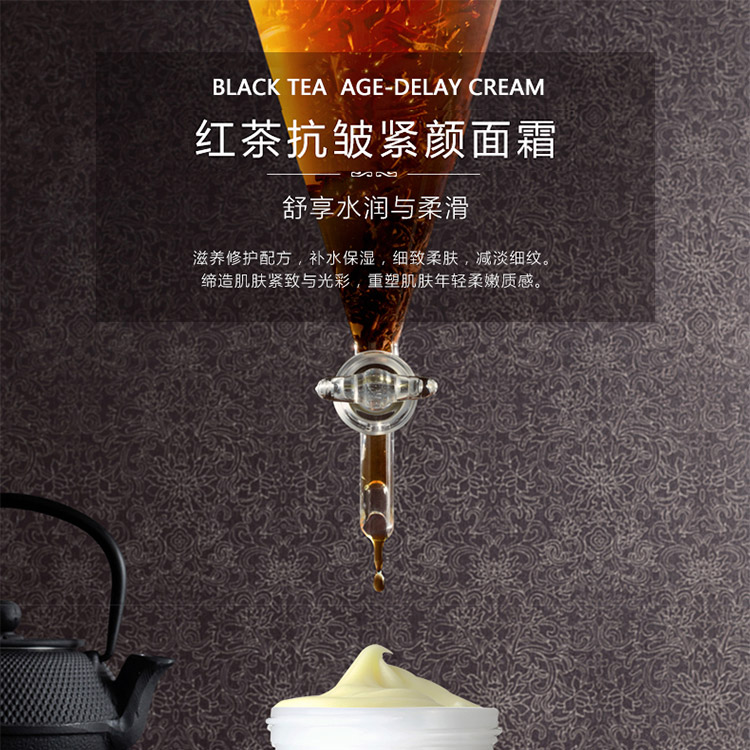 BLACK TEA AGE-DELAY CREAM
红茶抗皱紧颜面霜
舒享水润与柔滑
滋养修护配方，补水保湿，细致柔肤，减淡细纹。
缔造肌肤紧致与光彩，重塑肌肤年轻柔嫩质感。